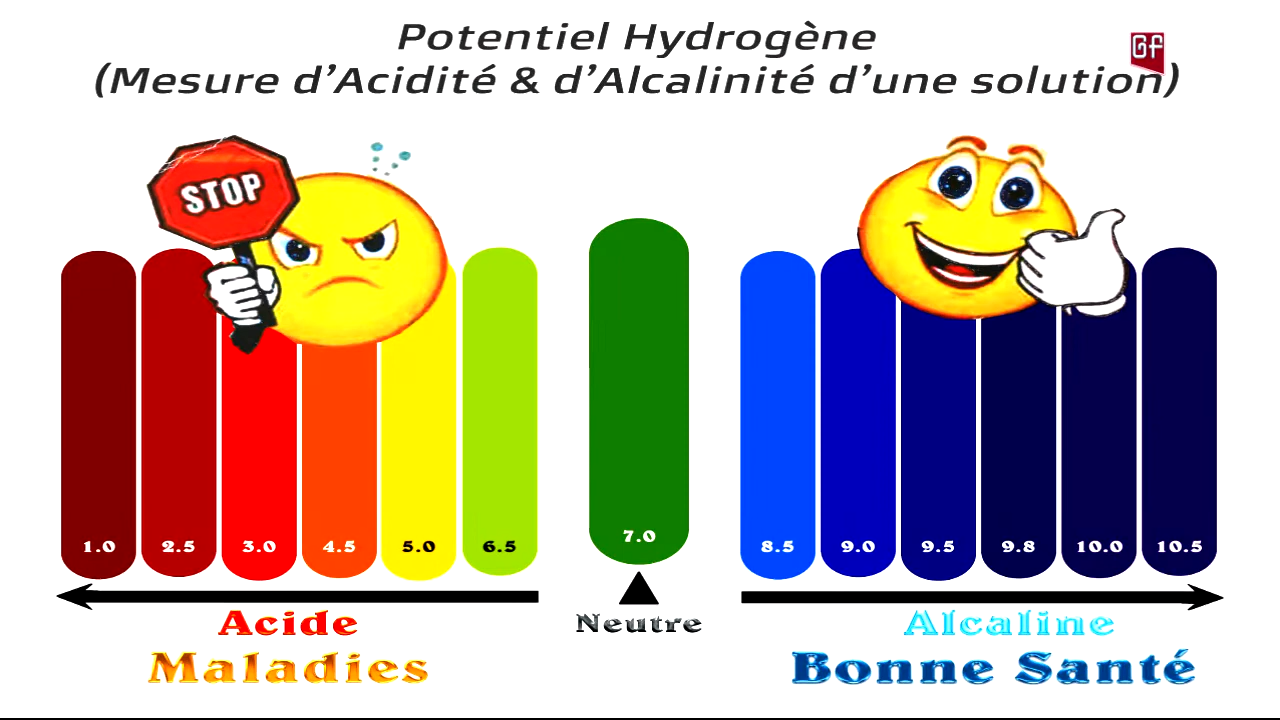 Potentiel Hydrogène
Gf
(Mesure d'Acidité & d'Alcalinité d'une solution)
STOP
1.0 2.5 3.0 4.5 5.0 6.5 7.0 8.5 9.0 9.5 9.8 10.0 10.5
Acide Neutre Alcaline
Maladies Bonne Santé